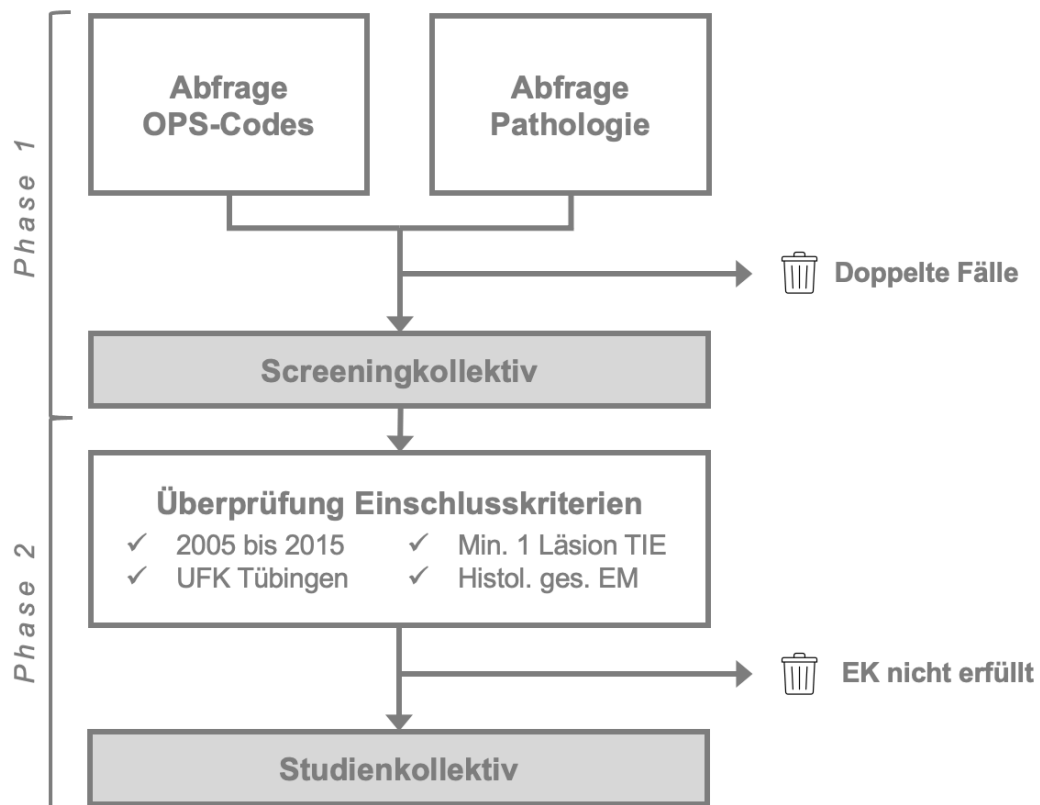 Phase 1
Abfrage
OPS-Codes
Abfrage
Pathologie
Doppelte Fälle
Screeningkollektiv
Phase 2
Überprüfung Einschlusskriterien
✓ 2005 bis 2015 ✓ Min. 1 Läsion TIE
✓ UFK Tübingen ✓ Histol. ges. EM
EK nicht erfüllt
Studienkollektiv